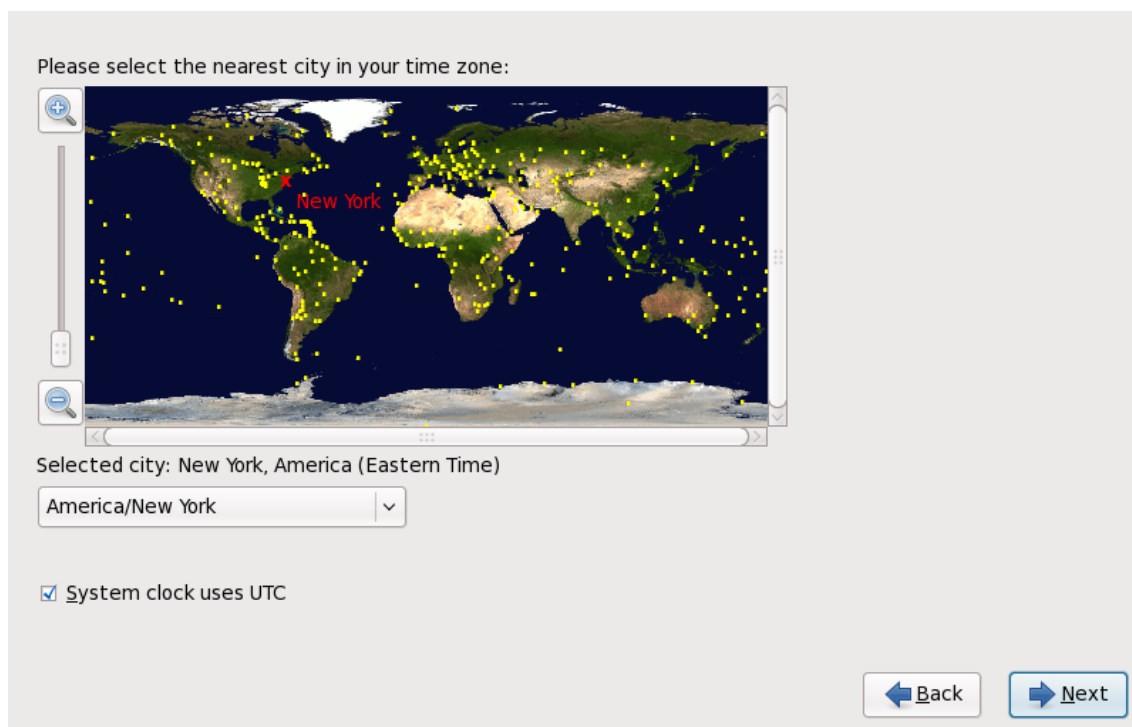 Please select the nearest city in your time zone:
New York
Selected city: New York, America (Eastern Time)
America/New York
System clock uses UTC
Back
Next